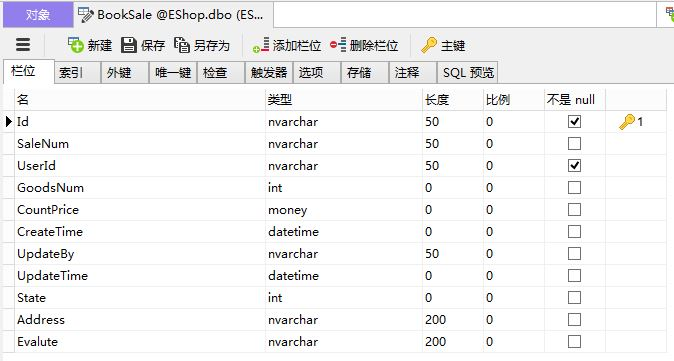 对象 BookSale @EShop.dbo (ES...
新建 保存 另存为 添加栏位 删除栏位 主键
栏位 索引 外键 唯一键 检查 触发器 选项 存储 注释 SQL 预览
名 类型 长度 比例 不是 null
Id nvarchar 50 0 1
SaleNum nvarchar 50 0
UserId nvarchar 50 0
GoodsNum int 0 0
CountPrice money 0 0
CreateTime datetime 0 0
UpdateBy nvarchar 50 0
UpdateTime datetime 0 0
State int 0 0
Address nvarchar 200 0
Evalute nvarchar 200 0